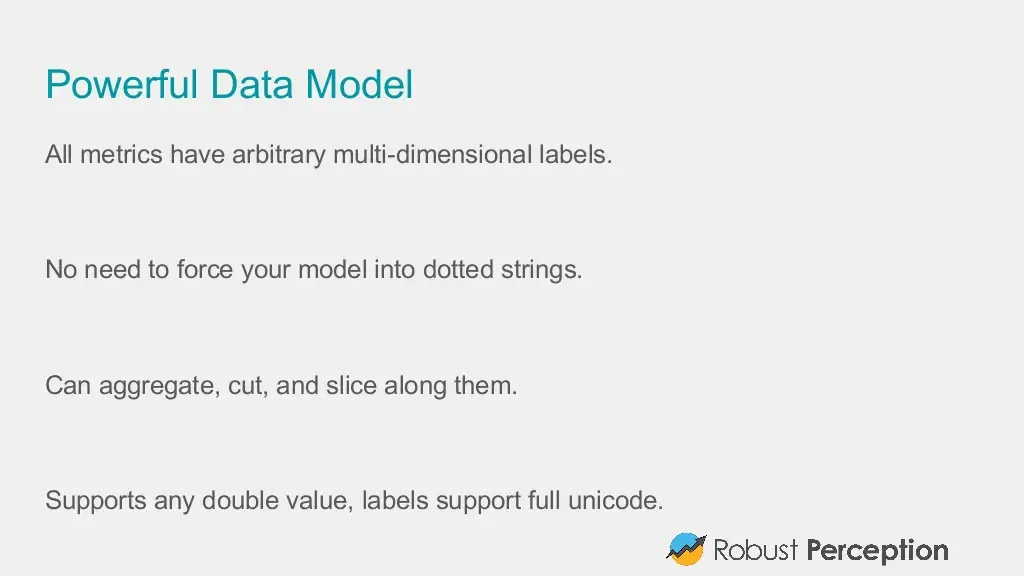 Powerful Data Model
All metrics have arbitrary multi-dimensional labels.
No need to force your model into dotted strings.
Can aggregate, cut, and slice along them.
Supports any double value, labels support full unicode.
Robust Perception